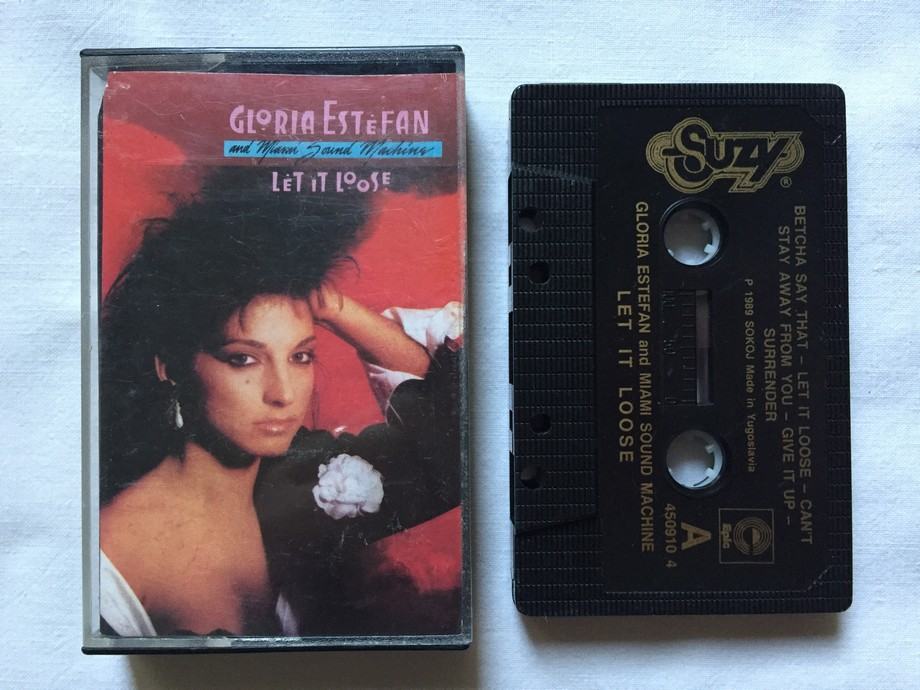 GLORIA ESTEFAN
and Miami Sound Machine
LET IT LOOSE
SUZY®
BETCHA SAY THAT – LET IT LOOSE – CAN'T
STAY AWAY FROM YOU – GIVE IT UP –
SURRENDER
P 1989 SOKOJ Made in Yugoslavia
GLORIA ESTEFAN and MIAMI SOUND MACHINE
LET IT LOOSE
Epic
A
450910 4